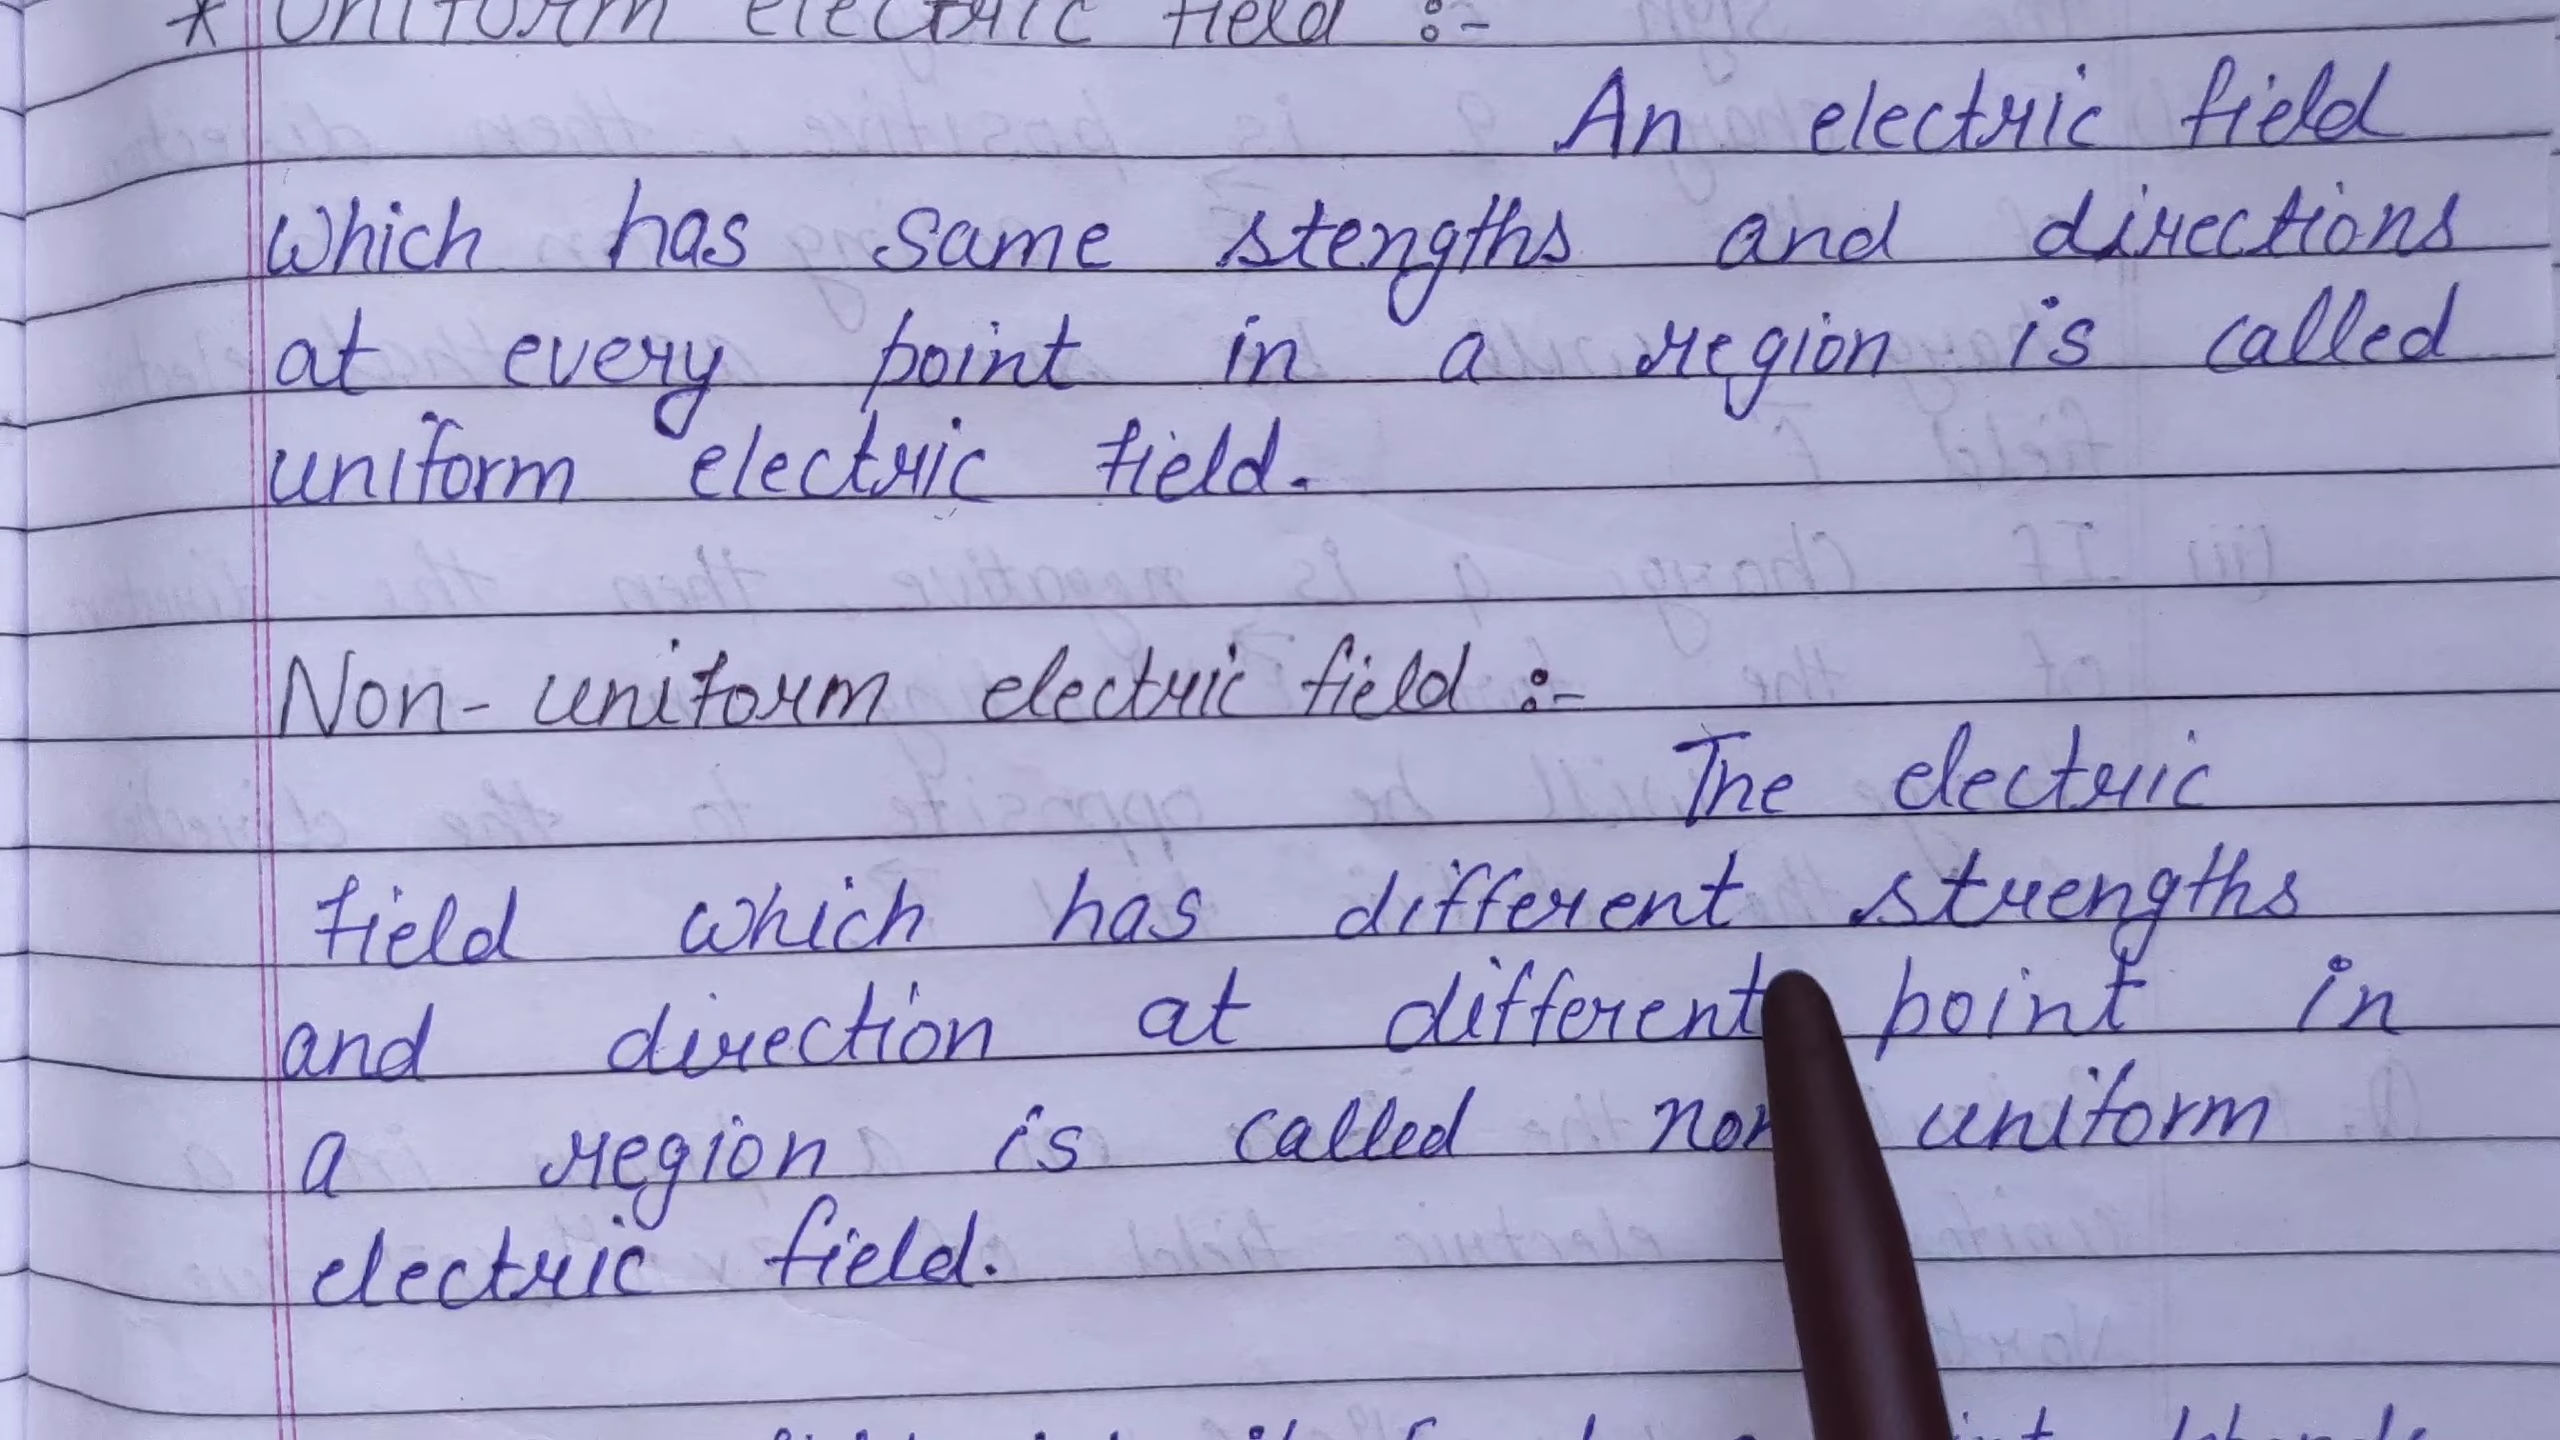 * Uniform electric field :-
An electric field
which has same stengths and directions
at every point in a region is called
uniform electric field.
Non-uniform electric field :-
The electric
field which has different strengths
and direction at different point in
a region is called non uniform
electric field.